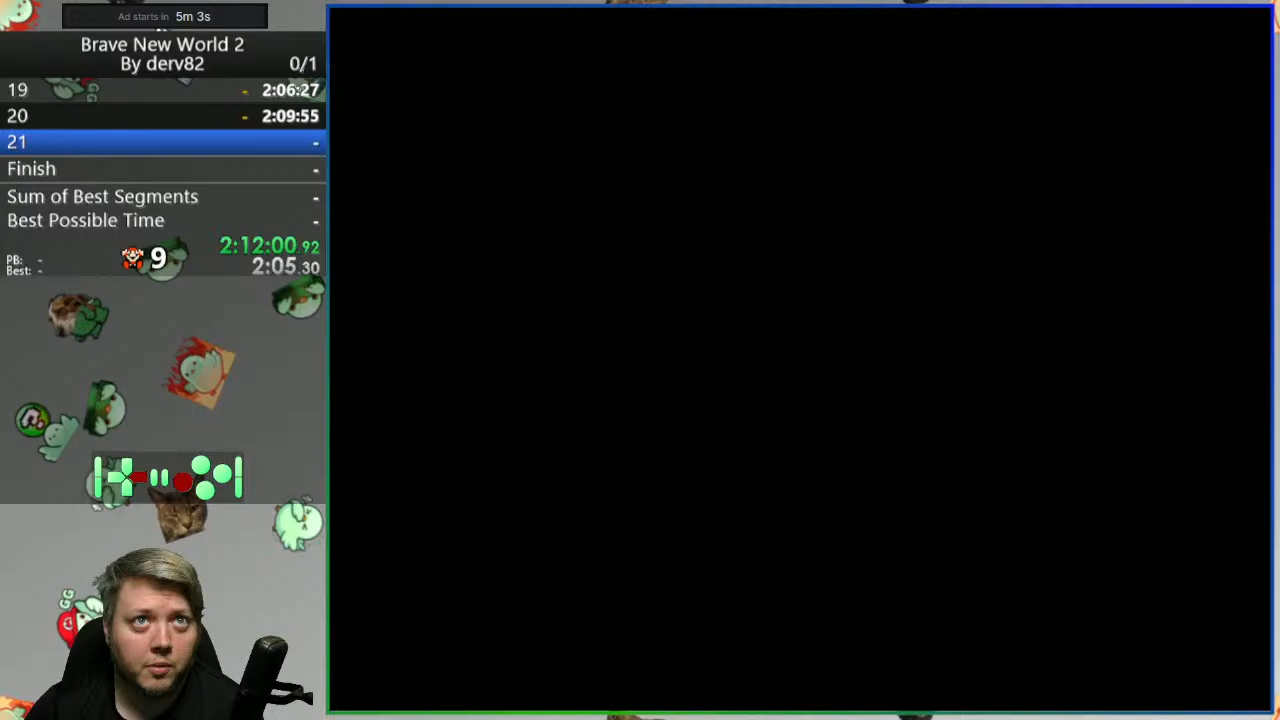 Ad starts in 5m 3s
Brave New World 2
By derv82 0/1
19 - 2:06:27
20 - 2:09:55
21 -
Finish -
Sum of Best Segments -
Best Possible Time -
PB: - 9 2:12:00.92
Best: - 2:05.30
GG
GG